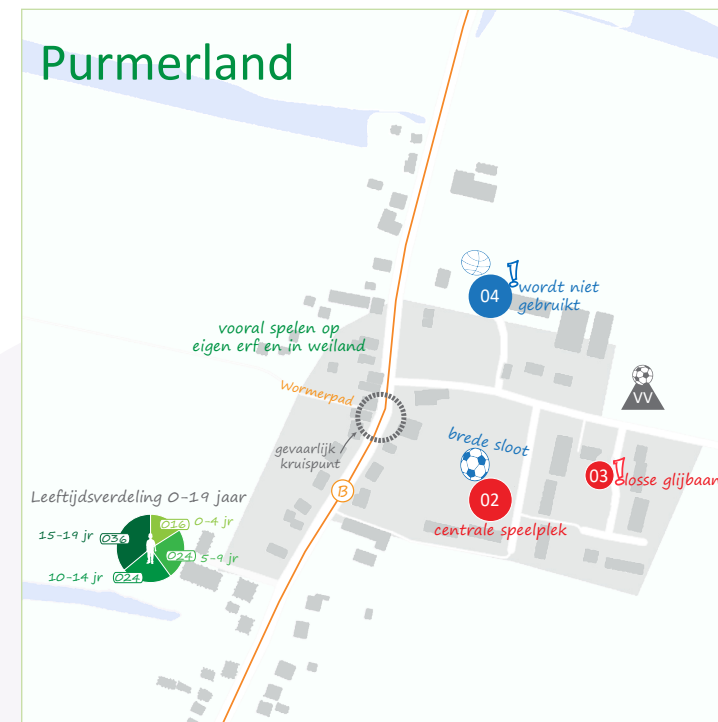 Purmerland
04
wordt niet
gebruikt
vooral spelen op
eigen erf en in weiland
Wormerpad
VV
gevaarlijk
kruispunt
brede sloot
03
losse glijbaan
02
centrale speelplek
B
Leeftijdsverdeling 0-19 jaar
016 0-4 jr
15-19 jr 036
024 5-9 jr
10-14 jr 024